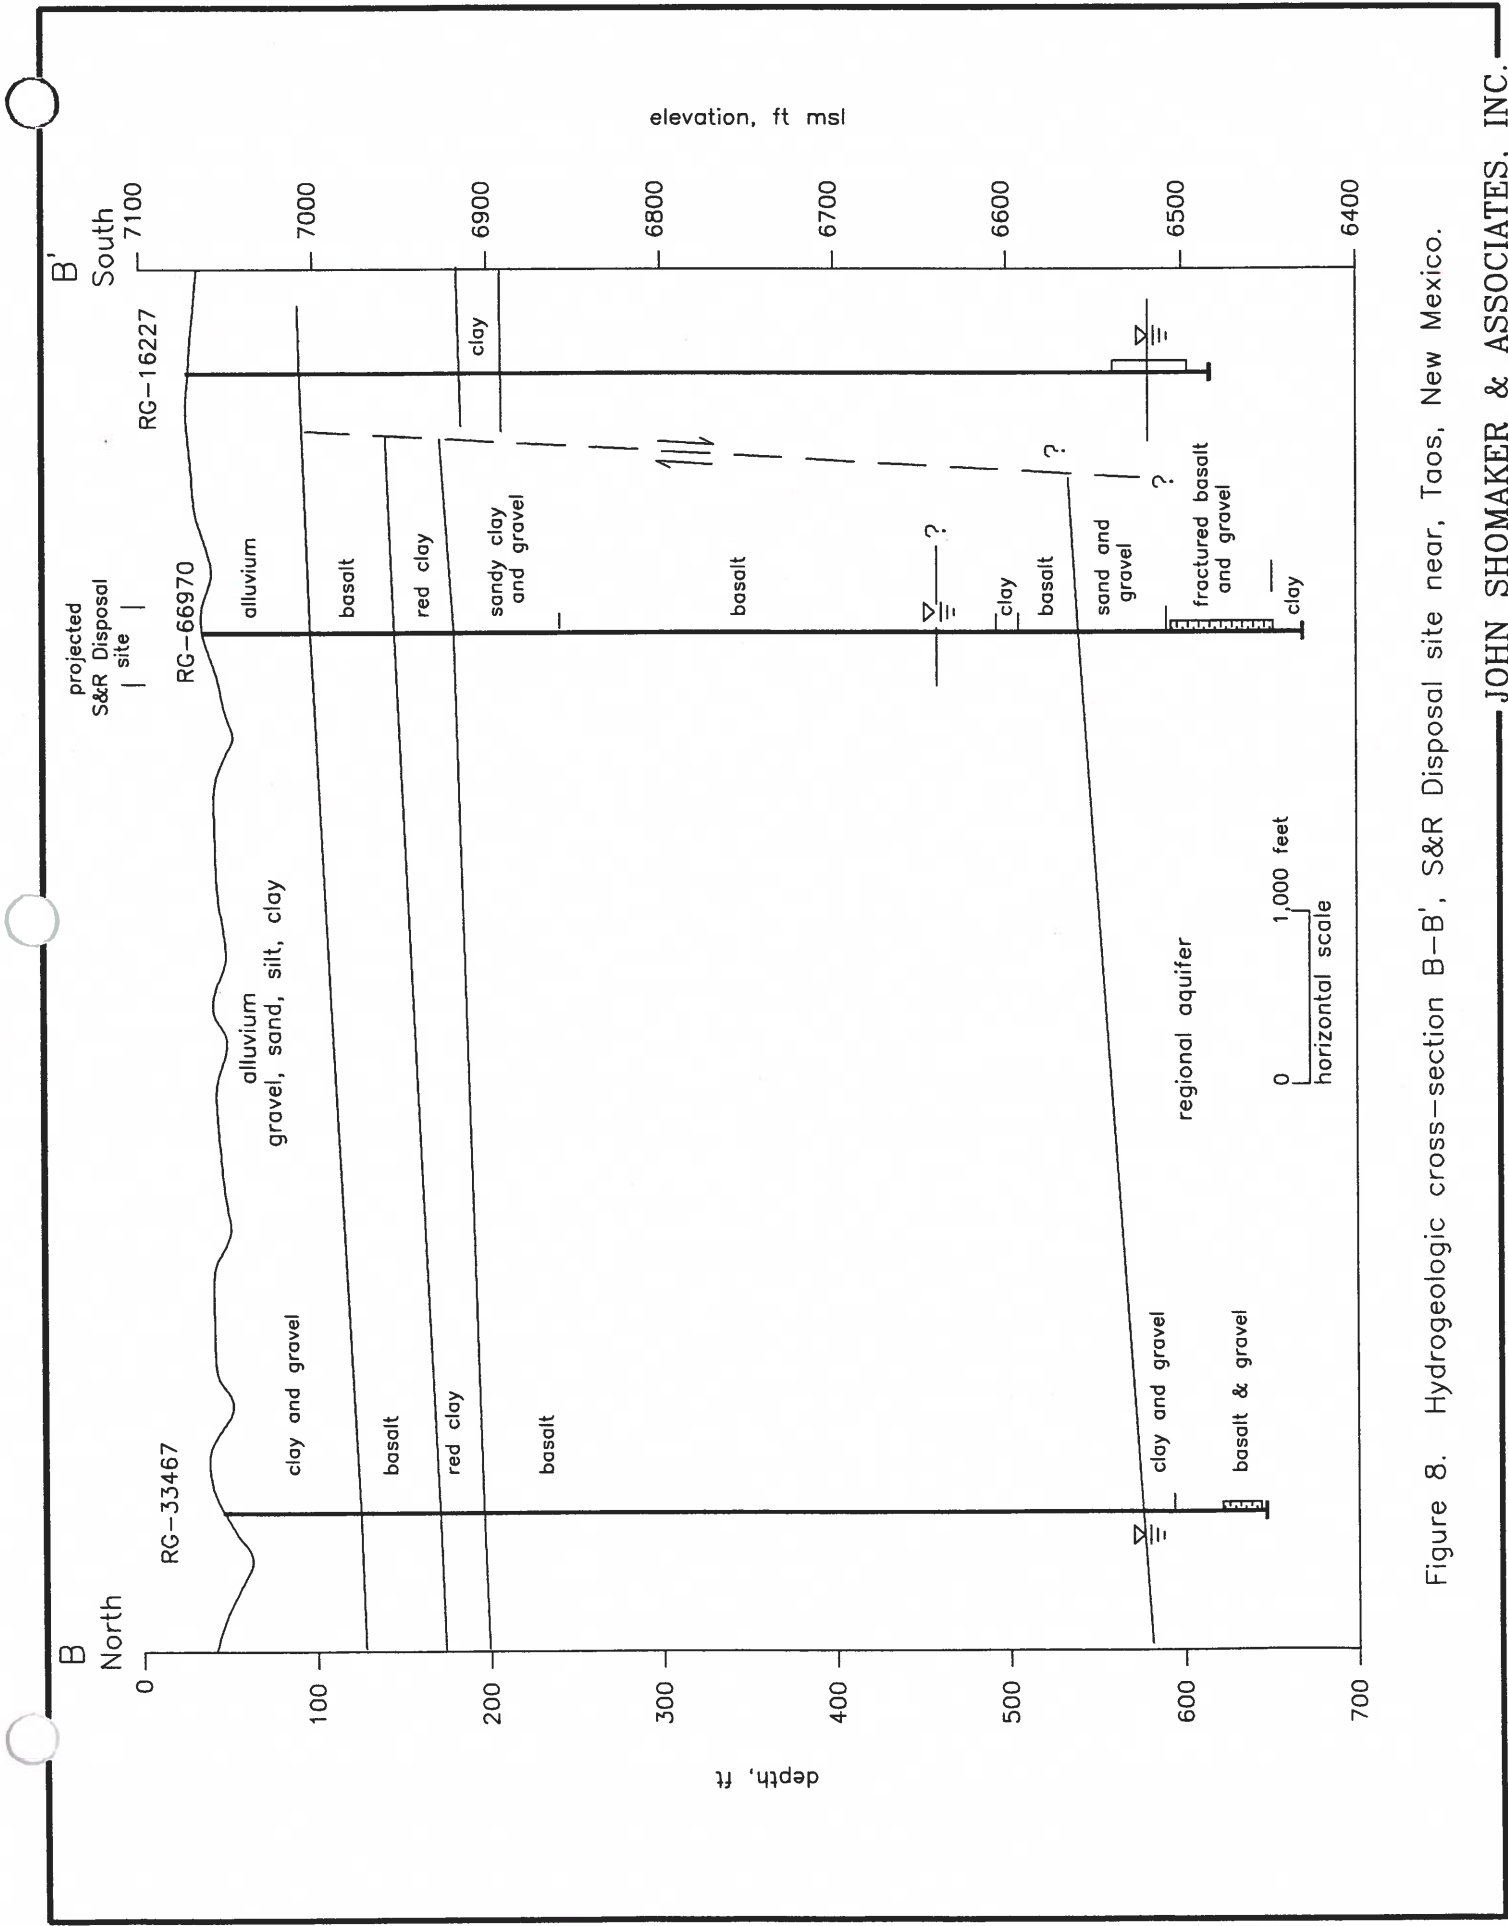 B
North
B'
South
projected
S&R Disposal
site
RG-33467
RG-66970
RG-16227
depth, ft
0
100
200
300
400
500
600
700
elevation, ft msl
7100
7000
6900
6800
6700
6600
6500
6400
clay and gravel
basalt
red clay
basalt
clay and gravel
basalt & gravel
alluvium
gravel, sand, silt, clay
regional aquifer
0
1,000 feet
horizontal scale
alluvium
basalt
red clay
sandy clay
and gravel
basalt
?
clay
basalt
sand and
gravel
fractured basalt
and gravel
clay
?
?
clay
Figure 8. Hydrogeologic cross-section B-B', S&R Disposal site near, Taos, New Mexico.
JOHN SHOMAKER & ASSOCIATES, INC.